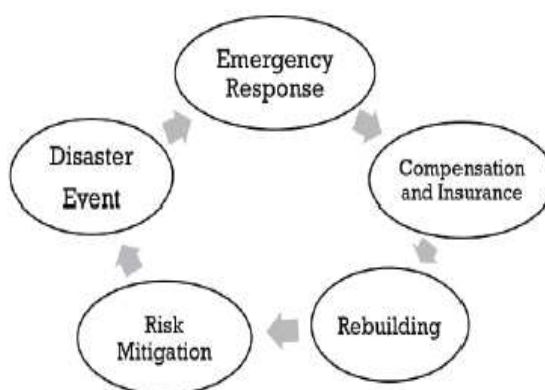 Emergency
Response
Disaster
Event
Compensation
and Insurance
Rebuilding
Risk
Mitigation